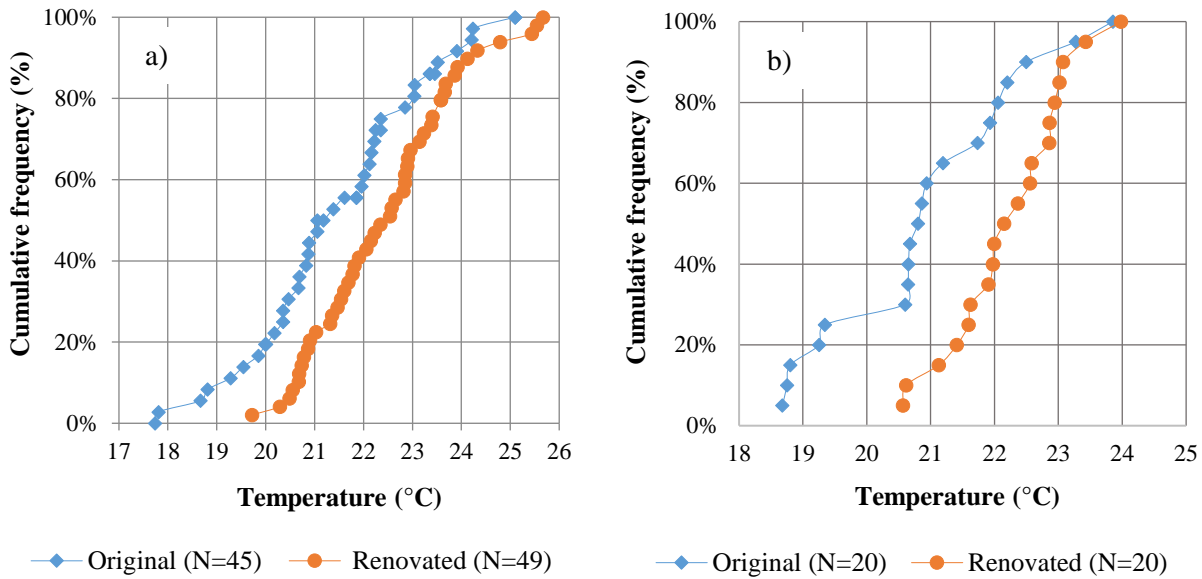 a)
Cumulative frequency (%)
100%
80%
60%
40%
20%
0%
17 18 19 20 21 22 23 24 25 26
Temperature (°C)
Original (N=45) Renovated (N=49)
b)
Cumulative frequency (%)
100%
80%
60%
40%
20%
0%
18 19 20 21 22 23 24 25
Temperature (°C)
Original (N=20) Renovated (N=20)